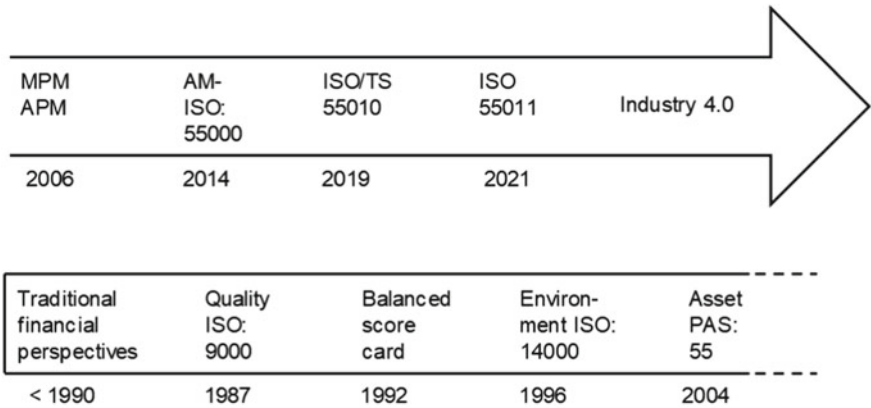 MPM
APM
AM-
ISO:
55000
ISO/TS
55010
ISO
55011
Industry 4.0
2006
2014
2019
2021
Traditional
financial
perspectives
Quality
ISO:
9000
Balanced
score
card
Environ-
ment ISO:
14000
Asset
PAS:
55
< 1990
1987
1992
1996
2004